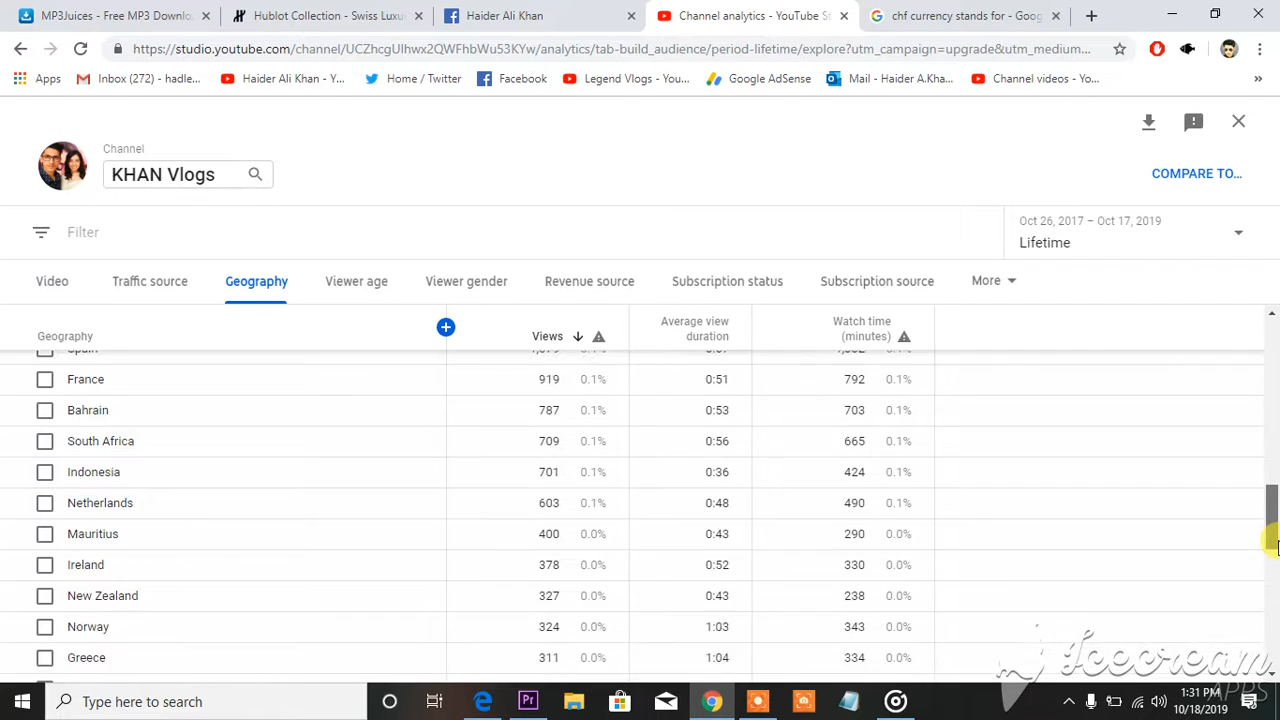 MP3Juices - Free MP3 Downlo
Hublot Collection - Swiss Lux
Haider Ali Khan
Channel analytics - YouTube St
chf currency stands for - Goog
https://studio.youtube.com/channel/UCZhcgUlhwx2QWFhbWu53KYw/analytics/tab-build_audience/period-lifetime/explore?utm_campaign=upgrade&utm_medium...
Apps
Inbox (272) - hadle...
Haider Ali Khan - Y...
Home / Twitter
Facebook
Legend Vlogs - You...
Google AdSense
Mail - Haider A.Kha...
Channel videos - Yo...
Channel
KHAN Vlogs
COMPARE TO...
Filter
Oct 26, 2017 – Oct 17, 2019
Lifetime
Video Traffic source Geography Viewer age Viewer gender Revenue source Subscription status Subscription source More
Geography Views Average view duration Watch time (minutes)
Spain
France 919 0.1% 0:51 792 0.1%
Bahrain 787 0.1% 0:53 703 0.1%
South Africa 709 0.1% 0:56 665 0.1%
Indonesia 701 0.1% 0:36 424 0.1%
Netherlands 603 0.1% 0:48 490 0.1%
Mauritius 400 0.0% 0:43 290 0.0%
Ireland 378 0.0% 0:52 330 0.0%
New Zealand 327 0.0% 0:43 238 0.0%
Norway 324 0.0% 1:03 343 0.0%
Greece 311 0.0% 1:04 334 0.0%
Icecream
APPS
Type here to search
1:31 PM
10/18/2019